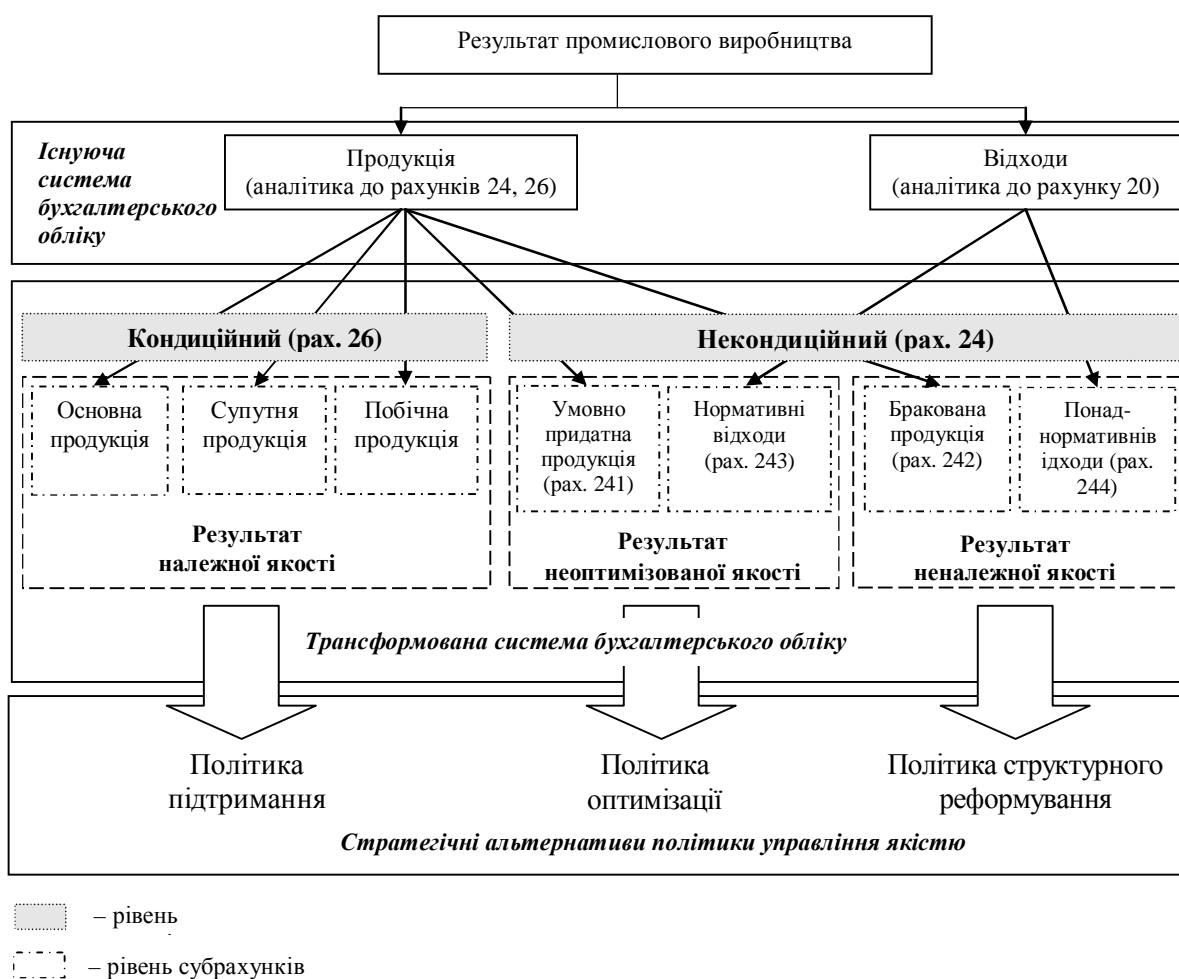 Результат промислового виробництва
Існуюча
система
бухгалтерського
обліку
Продукція
(аналітика до рахунків 24, 26)
Відходи
(аналітика до рахунку 20)
Кондиційний (рах. 26)
Некондиційний (рах. 24)
Основна
продукція
Супутня
продукція
Побічна
продукція
Умовно
придатна
продукція
(рах. 241)
Нормативні
відходи
(рах. 243)
Бракована
продукція
(рах. 242)
Понад-
нормативнів
ідходи (рах.
244)
Результат
належної якості
Результат
неоптимізованої якості
Результат
неналежної якості
Трансформована система бухгалтерського обліку
Політика
підтримання
Політика
оптимізації
Політика структурного
реформування
Стратегічні альтернативи політики управління якістю
– рівень
– рівень субрахунків